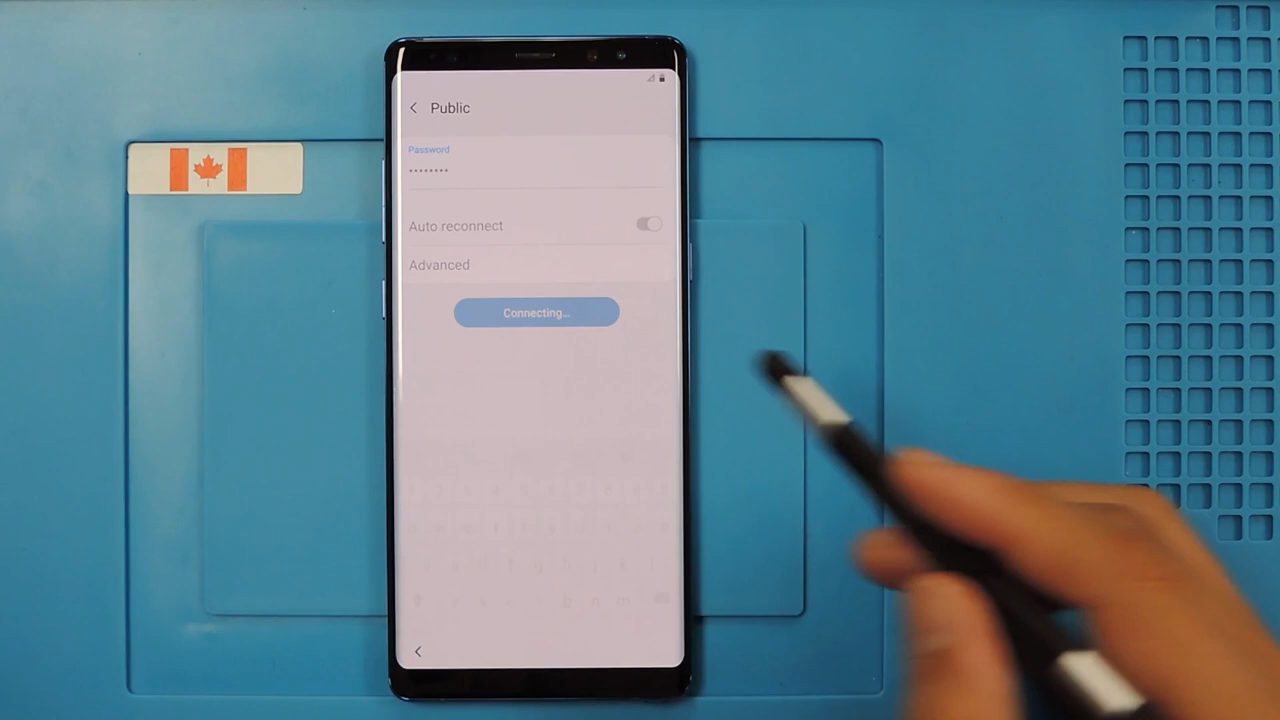 Public
Password
••••••••
Auto reconnect
Advanced
Connecting...